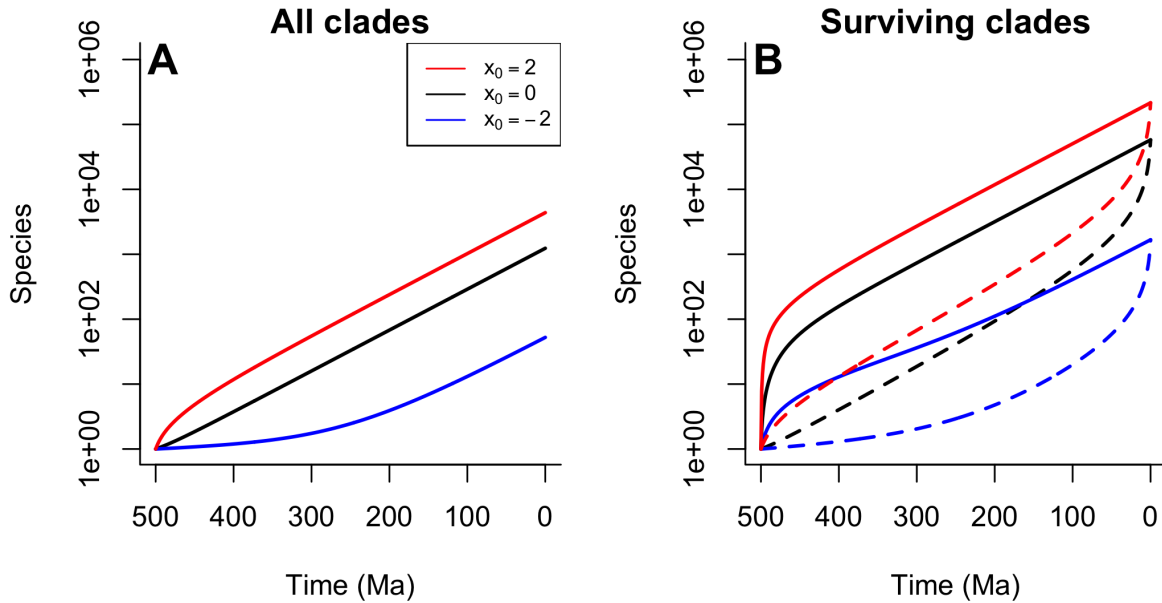 All clades
A
x₀ = 2
x₀ = 0
x₀ = −2
Species
1e+06
1e+04
1e+02
1e+00
500 400 300 200 100 0
Time (Ma)
Surviving clades
B
Species
1e+06
1e+04
1e+02
1e+00
500 400 300 200 100 0
Time (Ma)